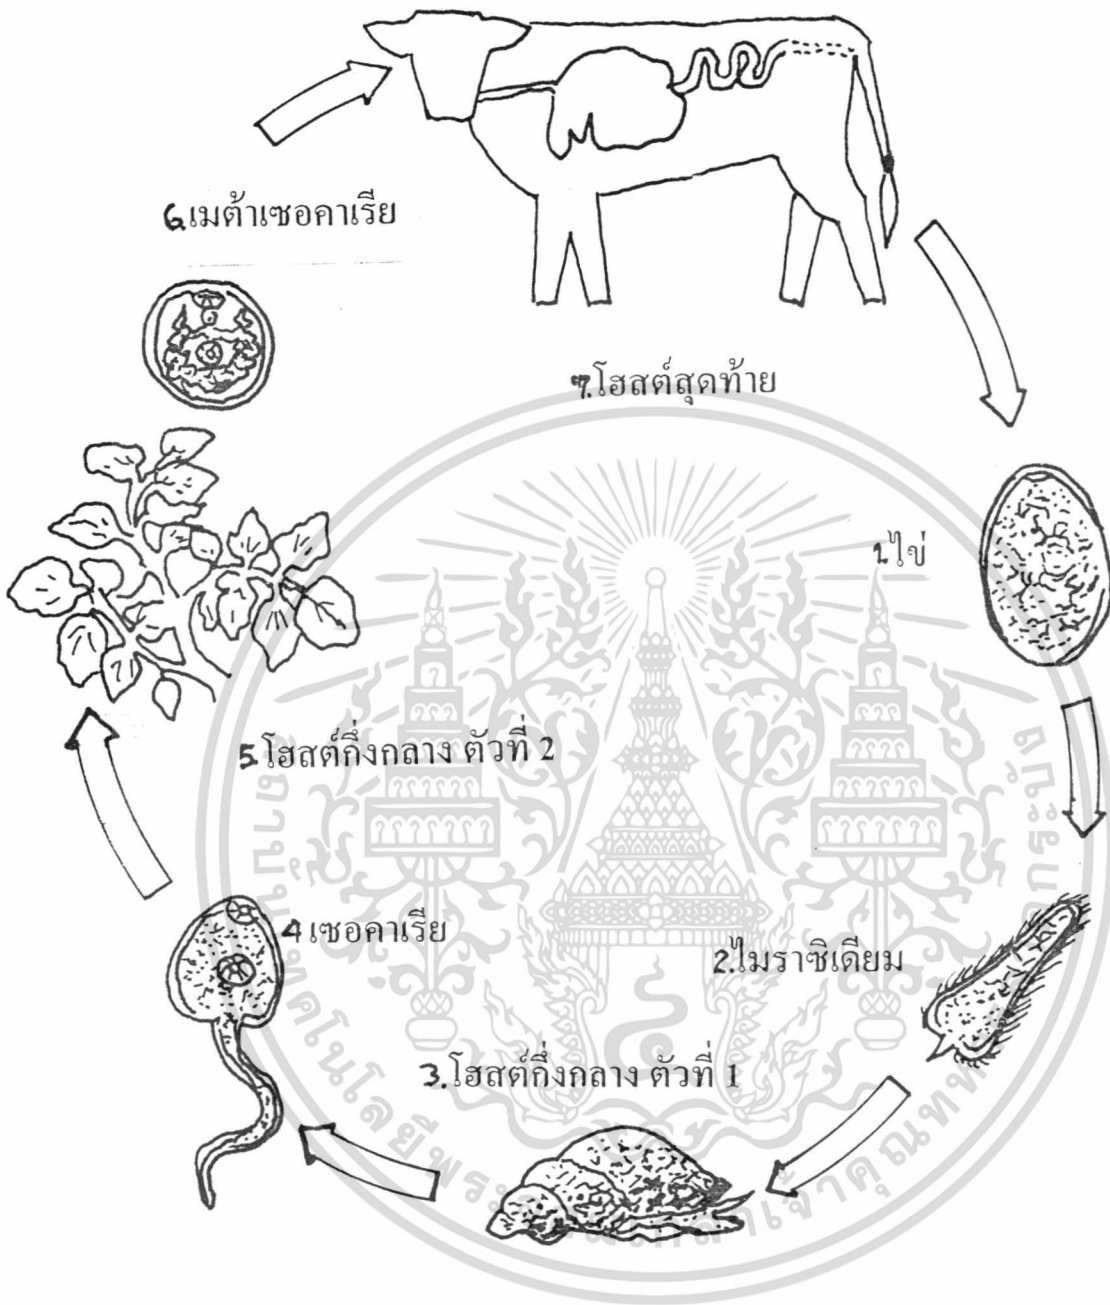 6.เมต้าเซอคาเรีย
7.โฮสต์สุดท้าย
1.ไข่
5.โฮสต์กึ่งกลาง ตัวที่ 2
4 เซอคาเรีย
2.ไมราซิเดียม
3.โฮสต์กึ่งกลาง ตัวที่ 1